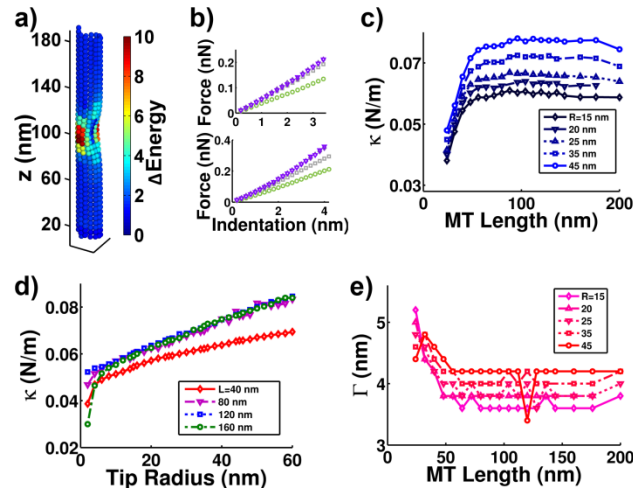 a)
180
140
100
60
20
z (nm)
10
8
6
4
2
0
ΔEnergy
b)
Force (nN)
0.2
0.1
0
0 1 2 3
Force (nN)
0.4
0.2
0
0 2 4
Indentation (nm)
c)
κ (N/m)
0.07
0.05
0.03
0 50 100 150 200
MT Length (nm)
R=15 nm
20 nm
25 nm
35 nm
45 nm
d)
κ (N/m)
0.1
0.08
0.06
0.04
0.02
0 20 40 60
Tip Radius (nm)
L=40 nm
80 nm
120 nm
160 nm
e)
Γ
5
4
3
0 50 100 150 200
MT Length (nm)
R=15
20
25
35
45